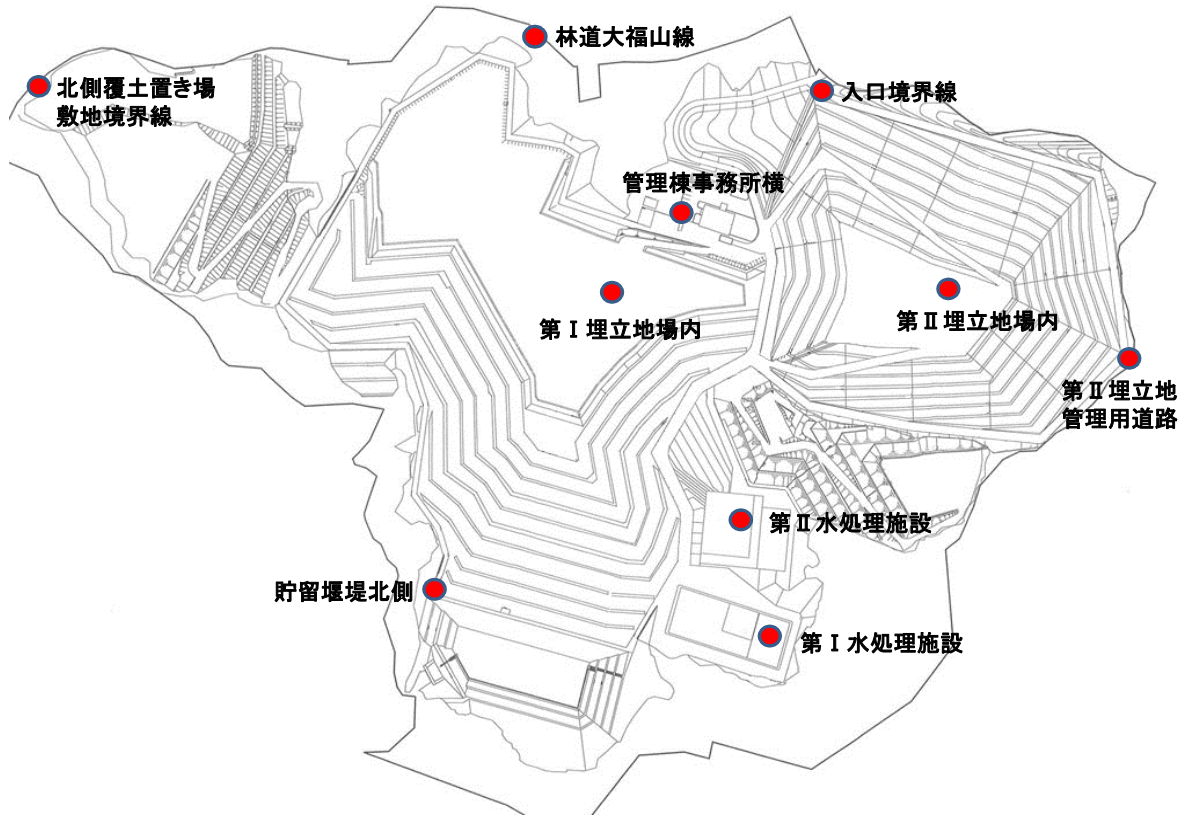 林道大福山線
北側覆土置き場
敷地境界線
入口境界線
管理棟事務所横
第Ⅰ埋立地場内
第Ⅱ埋立地場内
第Ⅱ埋立地
管理用道路
第Ⅱ水処理施設
貯留堰堤北側
第Ⅰ水処理施設